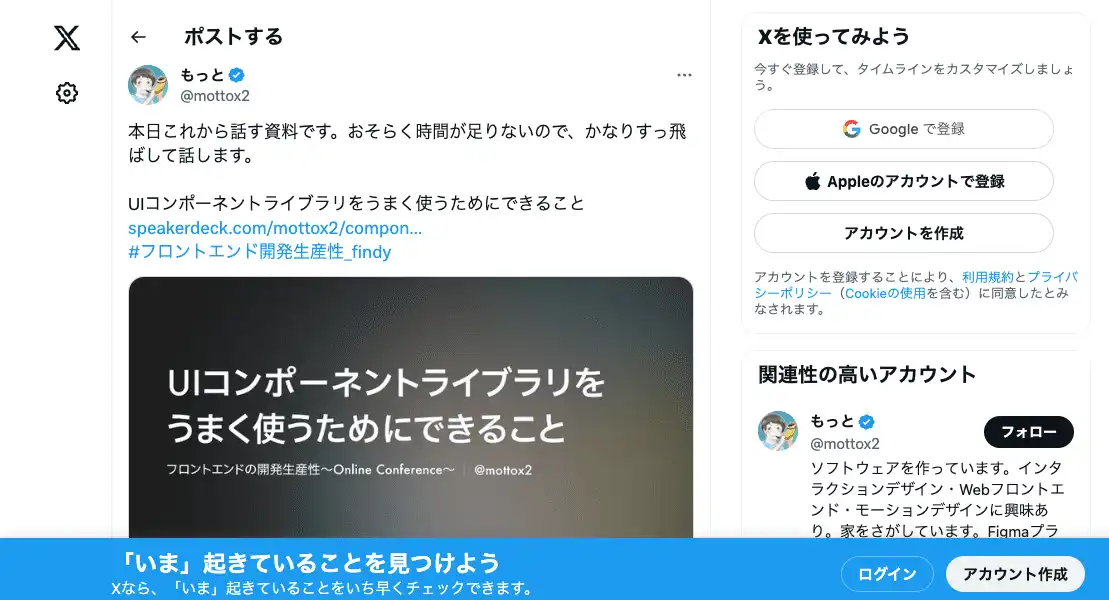 ポストする
もっと
@mottox2
本日これから話す資料です。おそらく時間が足りないので、かなりすっ飛
ばして話します。
UIコンポーネントライブラリをうまく使うためにできること
speakerdeck.com/mottox2/compon...
#フロントエンド開発生産性_findy
UIコンポーネントライブラリを
うまく使うためにできること
フロントエンドの開発生産性〜Online Conference〜 | @mottox2
Xを使ってみよう
今すぐ登録して、タイムラインをカスタマイズしましょ
う。
Google で登録
Appleのアカウントで登録
アカウントを作成
アカウントを登録することにより、利用規約とプライバ
シーポリシー（Cookieの使用を含む）に同意したとみ
なされます。
関連性の高いアカウント
もっと
@mottox2
フォロー
ソフトウェアを作っています。インタ
ラクションデザイン・Webフロントエ
ンド・モーションデザインに興味あ
り。家をさがしています。Figmaプラ
「いま」起きていることを見つけよう
Xなら、「いま」起きていることをいち早くチェックできます。
ログイン
アカウント作成